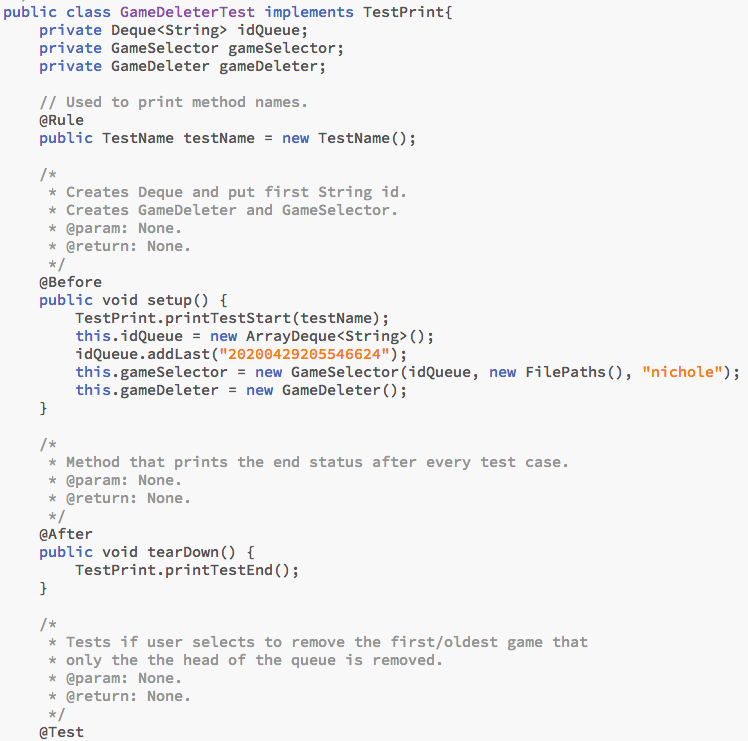 public class GameDeleterTest implements TestPrint{
private Deque<String> idQueue;
private GameSelector gameSelector;
private GameDeleter gameDeleter;
// Used to print method names.
@Rule
public TestName testName = new TestName();
/*
* Creates Deque and put first String id.
* Creates GameDeleter and GameSelector.
* @param: None.
* @return: None.
*/
@Before
public void setup() {
TestPrint.printTestStart(testName);
this.idQueue = new ArrayDeque<String>();
idQueue.addLast("20200429205546624");
this.gameSelector = new GameSelector(idQueue, new FilePaths(), "nichole");
this.gameDeleter = new GameDeleter();
}
/*
* Method that prints the end status after every test case.
* @param: None.
* @return: None.
*/
@After
public void tearDown() {
TestPrint.printTestEnd();
}
/*
* Tests if user selects to remove the first/oldest game that
* only the the head of the queue is removed.
* @param: None.
* @return: None.
*/
@Test